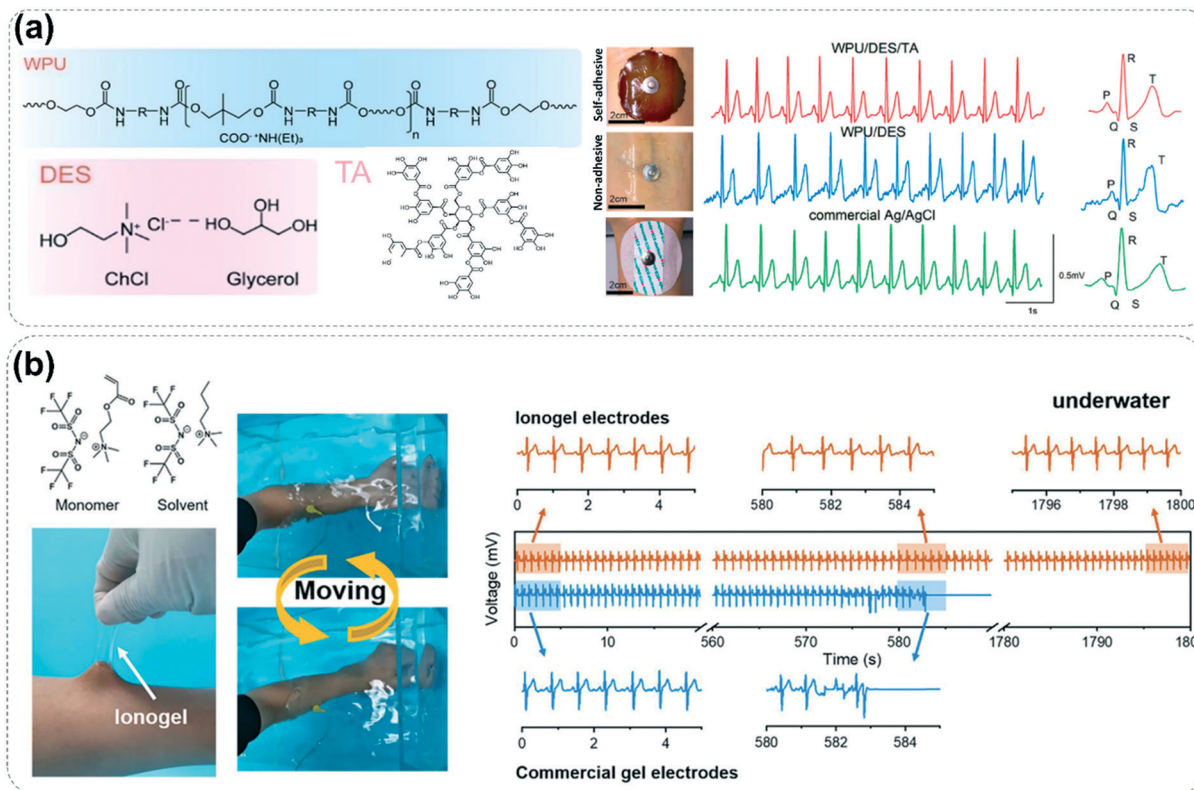 (a)
WPU
COO⁻⁺NH(Et)₃
n
DES
HO
N⁺
Cl⁻
OH
HO
OH
ChCl
Glycerol
TA
Self-adhesive
2cm
Non-adhesive
2cm
2cm
WPU/DES/TA
P
Q
R
S
T
WPU/DES
P
Q
R
S
T
commercial Ag/AgCl
P
Q
R
S
T
0.5mV
1s
(b)
Monomer
Solvent
Ionogel
Moving
Ionogel electrodes
underwater
0 2 4
580 582 584
1796 1798 1800
Voltage (mV)
0 10 560 570 580 1780 1790 1800
Time (s)
0 2 4
580 582 584
Commercial gel electrodes